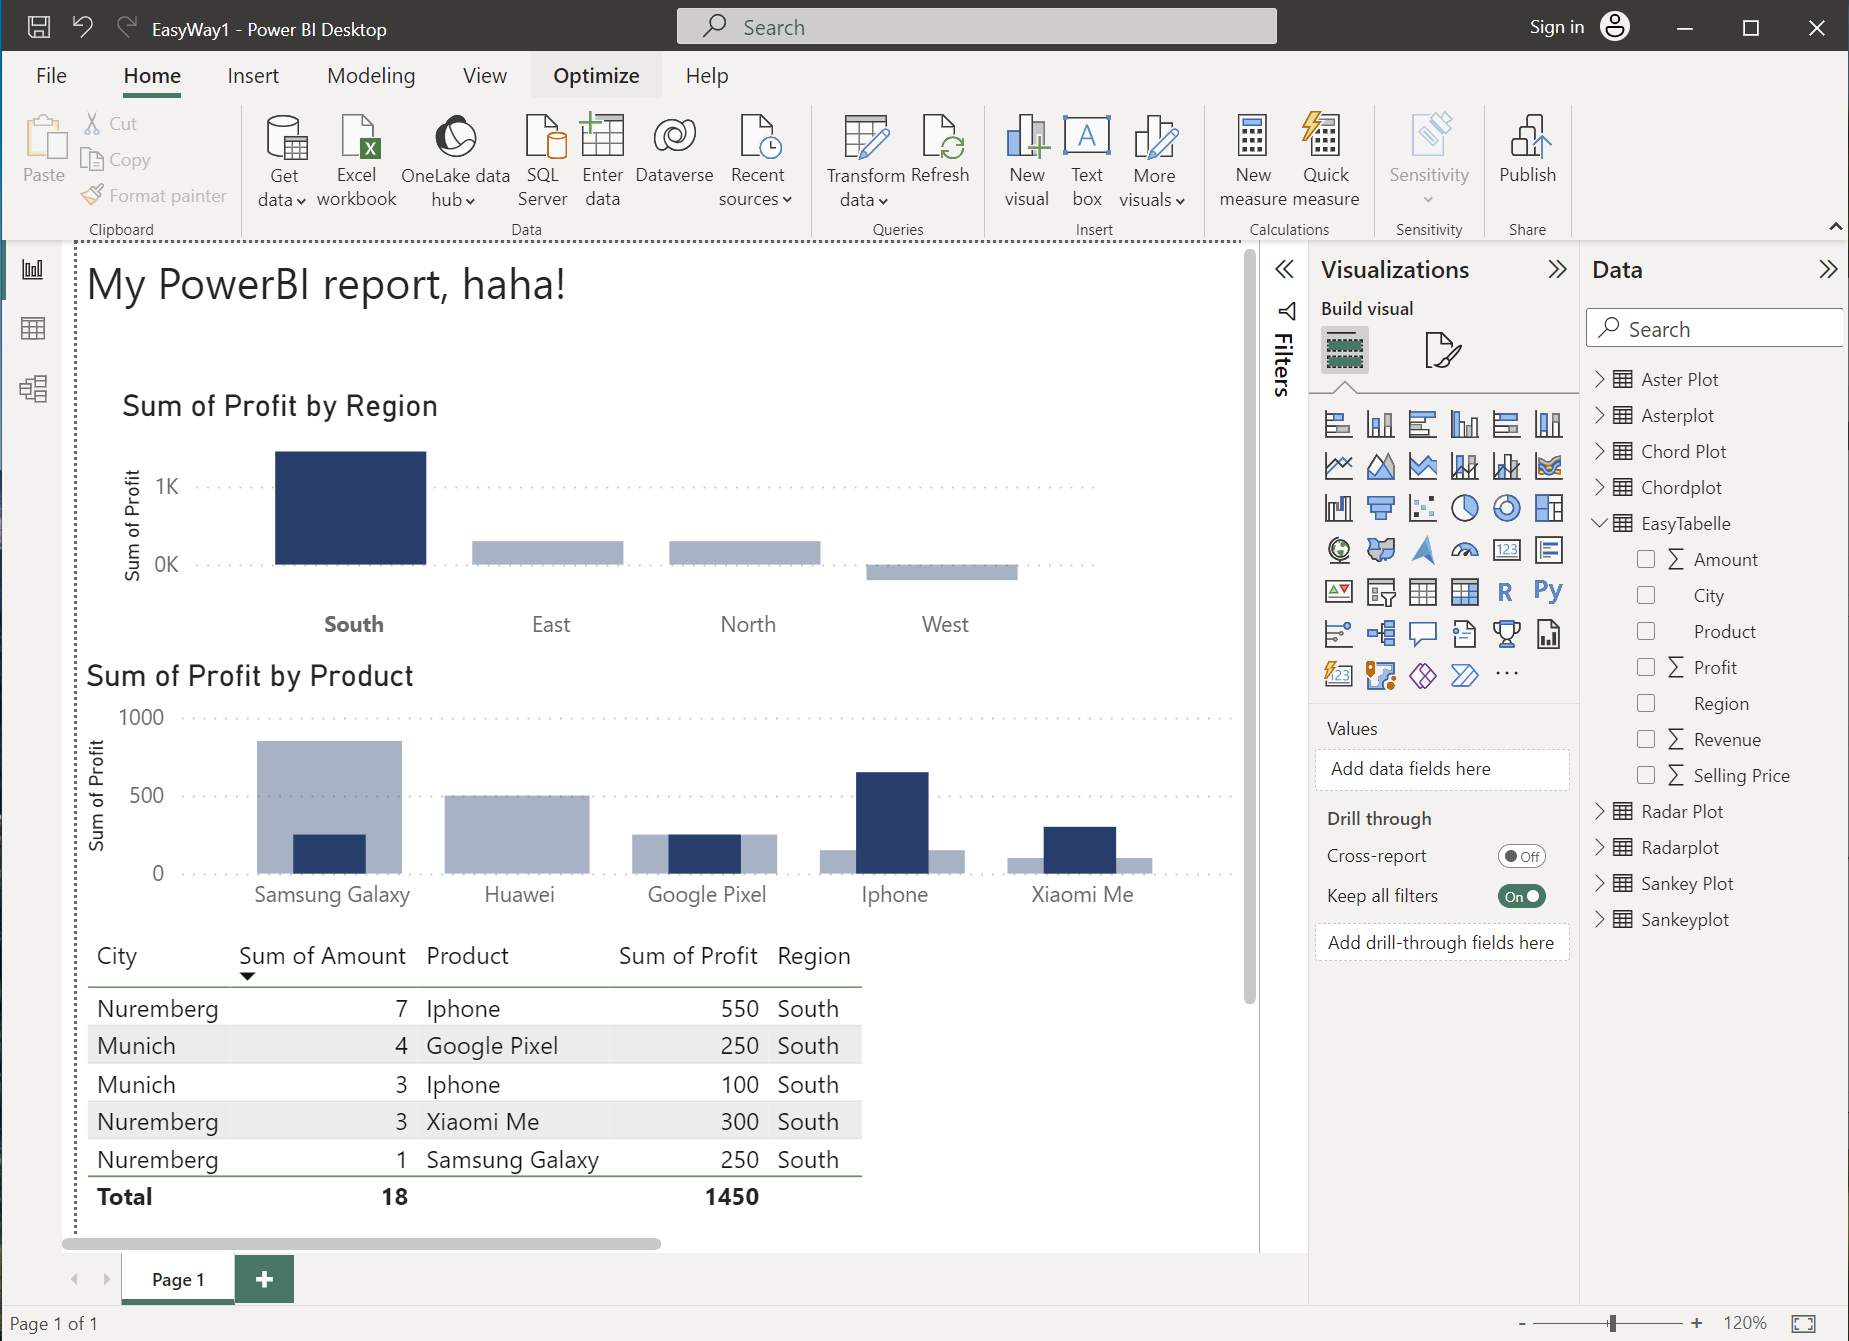 EasyWay1 - Power BI Desktop
Search
Sign in
File Home Insert Modeling View Optimize Help
Paste
Cut
Copy
Format painter
Clipboard
Get data
Excel workbook
OneLake data hub
SQL Server
Enter data
Dataverse
Recent sources
Data
Transform data
Refresh
Queries
New visual
A
Text box
More visuals
Insert
New measure
Quick measure
Calculations
Sensitivity
Sensitivity
Publish
Share
My PowerBI report, haha!
Sum of Profit by Region
Sum of Profit
1K
0K
South East North West
Sum of Profit by Product
Sum of Profit
1000
500
0
Samsung Galaxy Huawei Google Pixel Iphone Xiaomi Me
City Sum of Amount Product Sum of Profit Region
Nuremberg 7 Iphone 550 South
Munich 4 Google Pixel 250 South
Munich 3 Iphone 100 South
Nuremberg 3 Xiaomi Me 300 South
Nuremberg 1 Samsung Galaxy 250 South
Total 18 1450
Filters
Visualizations
Build visual
123
R
Py
123
...
Values
Add data fields here
Drill through
Cross-report Off
Keep all filters On
Add drill-through fields here
Data
Search
Aster Plot
Asterplot
Chord Plot
Chordplot
EasyTabelle
∑ Amount
City
Product
∑ Profit
Region
∑ Revenue
∑ Selling Price
Radar Plot
Radarplot
Sankey Plot
Sankeyplot
Page 1 +
Page 1 of 1
- + 120%